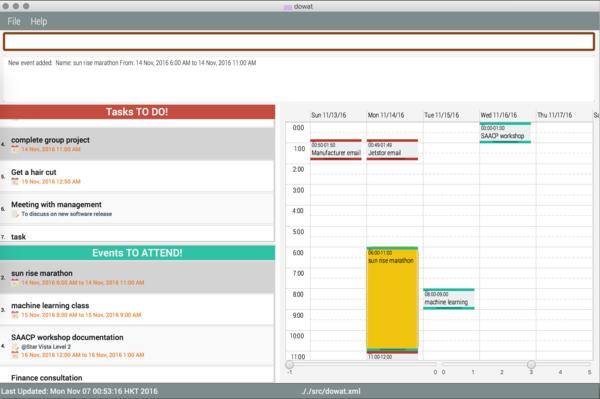 dowat
File Help
New event added: Name: sun rise marathon From: 14 Nov, 2016 6:00 AM to 14 Nov, 2016 11:00 AM
Tasks TO DO!
4. complete group project
14 Nov, 2016 11:00 AM
5. Get a hair cut
19 Nov, 2016 12:50 AM
6. Meeting with management
To discuss on new software release
7. task
Events TO ATTEND!
2. sun rise marathon
14 Nov, 2016 6:00 AM to 14 Nov, 2016 11:00 AM
3. machine learning class
15 Nov, 2016 8:00 AM to 15 Nov, 2016 9:00 AM
4. SAACP workshop documentation
@Star Vista Level 2
16 Nov, 2016 12:00 AM to 16 Nov, 2016 1:00 AM
Finance consultation
Sun 11/13/16 Mon 11/14/16 Tue 11/15/16 Wed 11/16/16 Thu 11/17/16 Sa
0:00
00:00-01:00
SAACP workshop
1:00
00:50-01:50
Manufacturer email
00:49-01:49
Jetstor email
2:00
3:00
4:00
5:00
6:00
06:00-11:00
sun rise marathon
7:00
8:00
08:00-09:00
machine learning
9:00
10:00
11:00
11:00-12:00
-1 0 0 1 2 3 4 5
Last Updated: Mon Nov 07 00:53:16 HKT 2016 ././src/dowat.xml